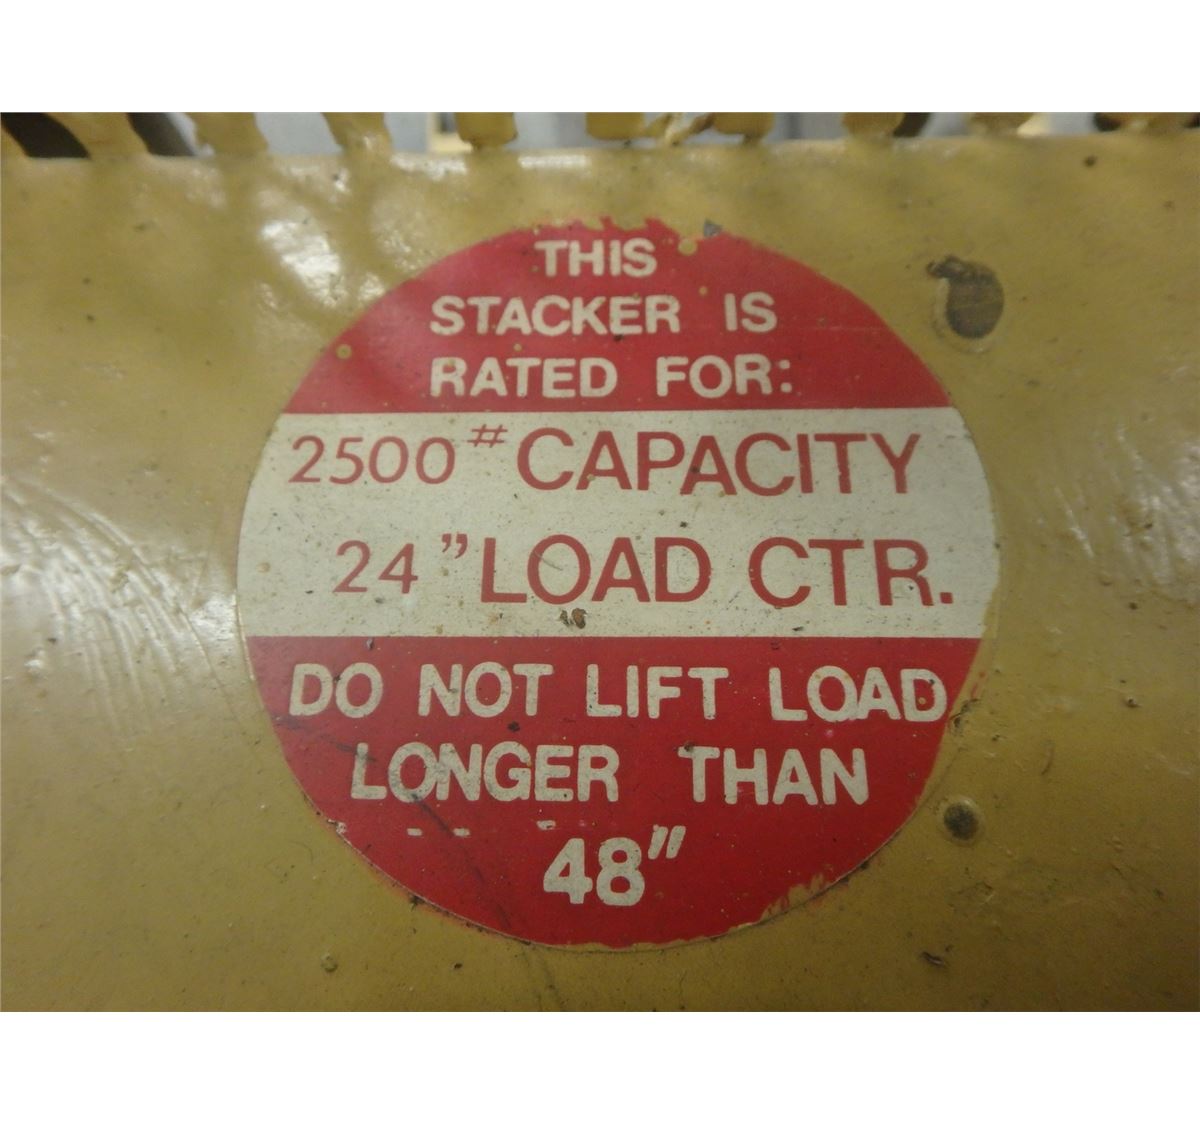 THIS
STACKER IS
RATED FOR:
2500# CAPACITY
24" LOAD CTR.
DO NOT LIFT LOAD
LONGER THAN
48"